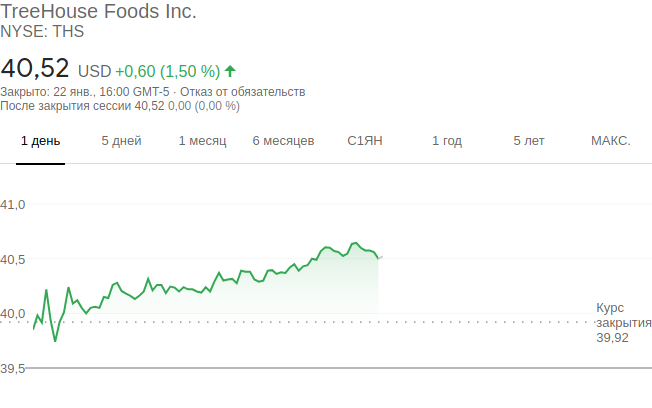 TreeHouse Foods Inc.
NYSE: THS
40,52 USD +0,60 (1,50 %)
Закрыто: 22 янв., 16:00 GMT-5 · Отказ от обязательств
После закрытия сессии 40,52 0,00 (0,00 %)
1 день 5 дней 1 месяц 6 месяцев С1ЯН 1 год 5 лет МАКС.
41,0
40,5
40,0
Курс
закрытия
39,92
39,5